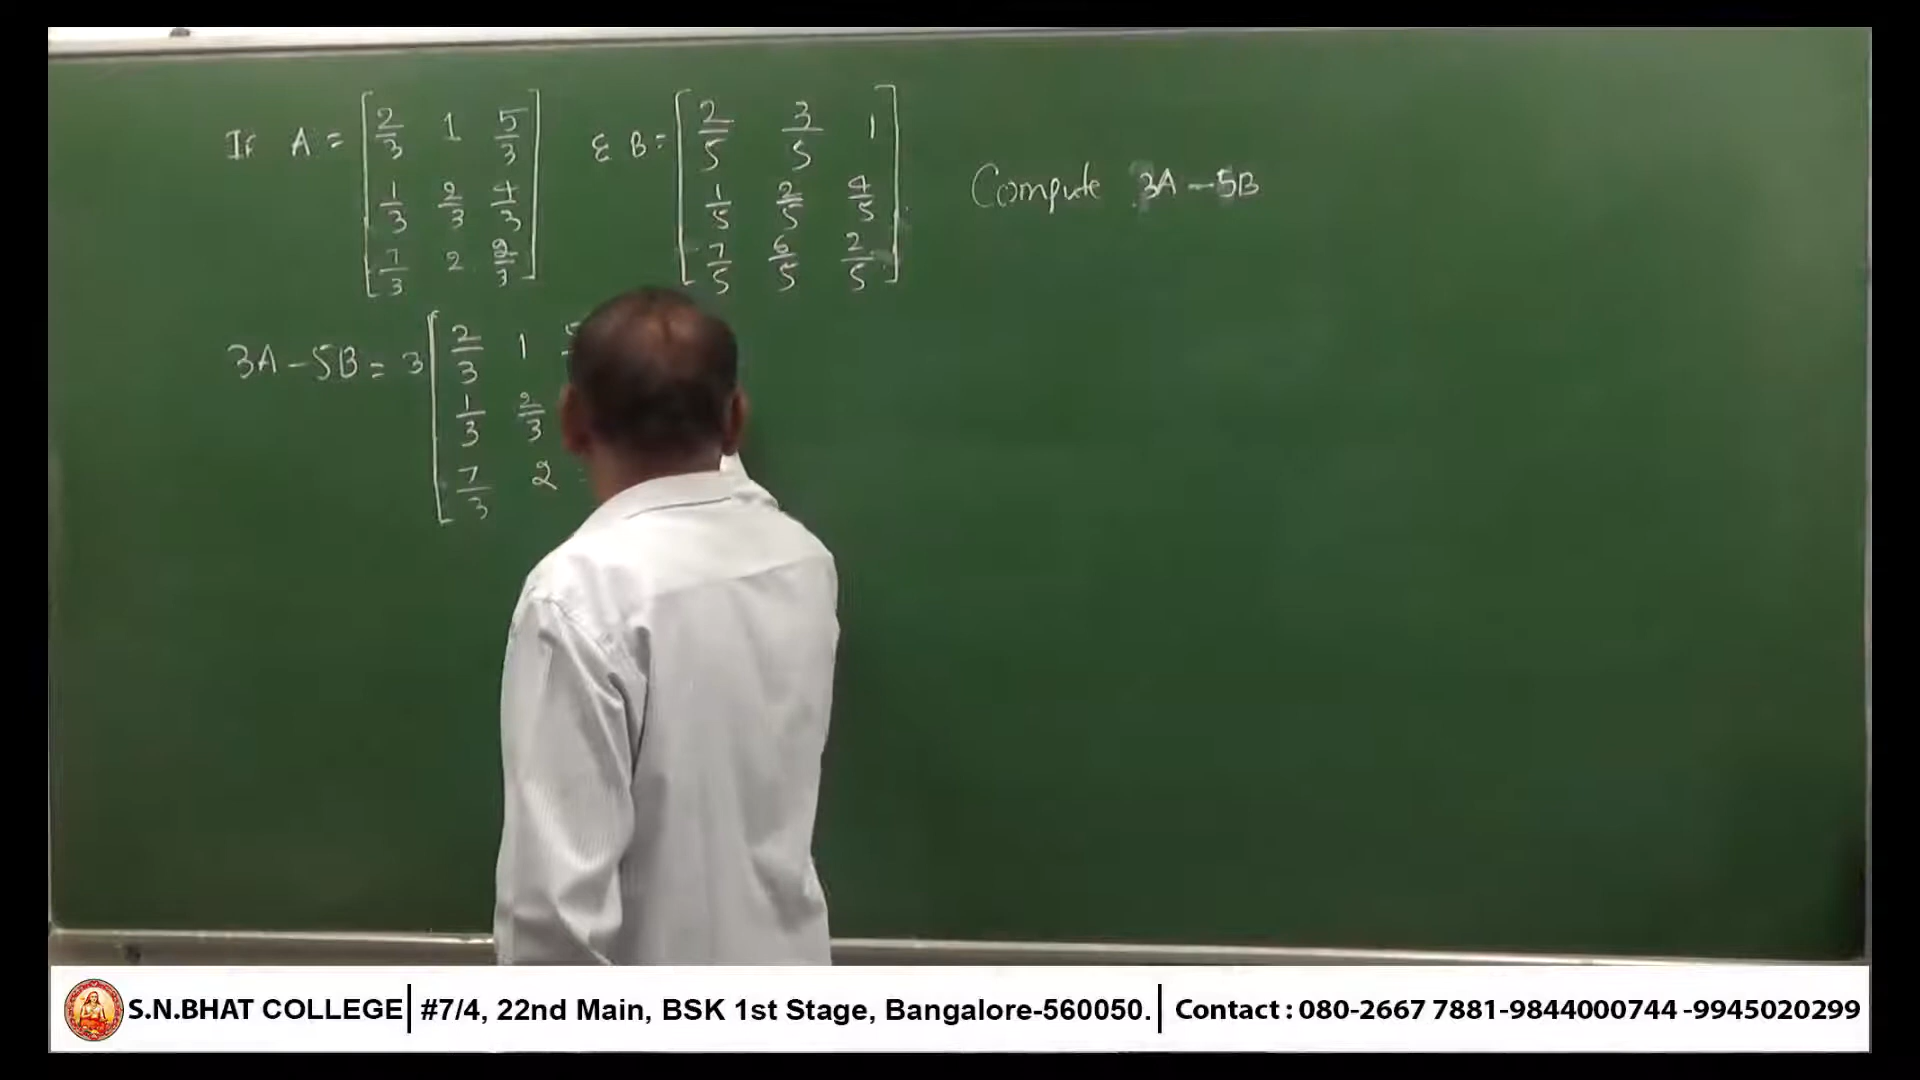 If A = [2/3 1 5/3 & B = [2/5 3/5 1 Compute 3A - 5B
1/3 2/3 4/3 1/5 2/5 4/5
7/3 2 2/3] 7/5 6/5 2/5]
3A - 5B = 3 [2/3 1
1/3 2/3
7/3 2
S.N.BHAT COLLEGE| #7/4, 22nd Main, BSK 1st Stage, Bangalore-560050.| Contact : 080-2667 7881-9844000744 -9945020299